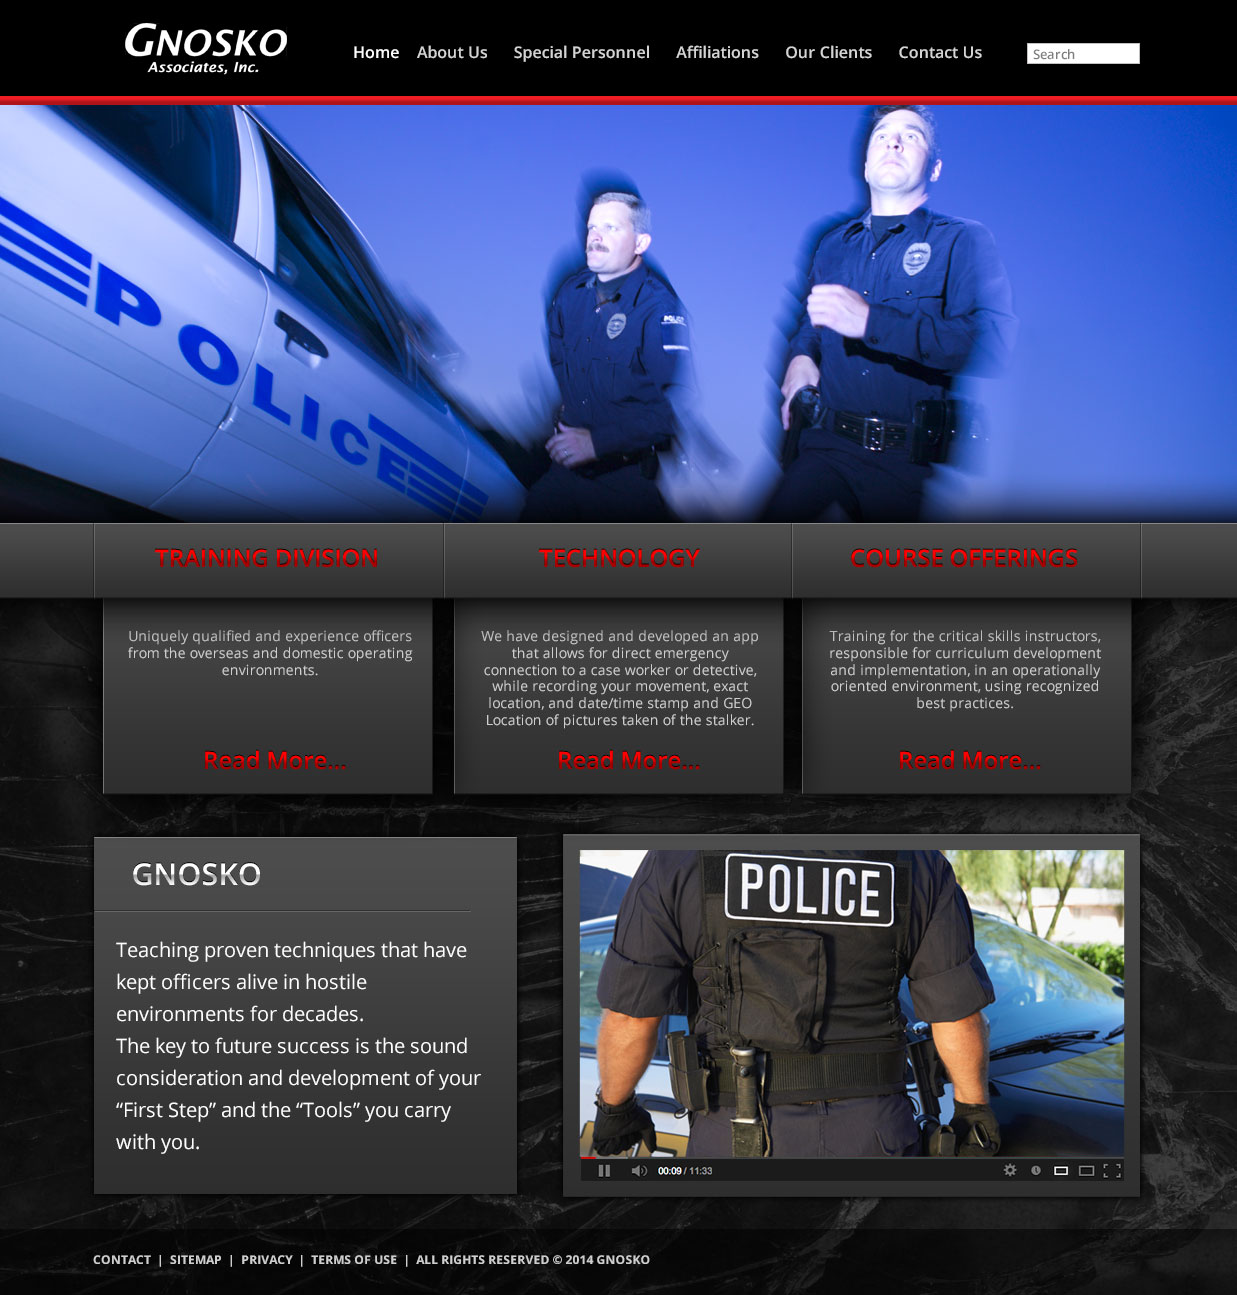 GNOSKO
Associates, Inc.
Home About Us Special Personnel Affiliations Our Clients Contact Us
Search
POLICE
POLICE
TRAINING DIVISION
TECHNOLOGY
COURSE OFFERINGS
Uniquely qualified and experience officers
from the overseas and domestic operating
environments.
Read More...
We have designed and developed an app
that allows for direct emergency
connection to a case worker or detective,
while recording your movement, exact
location, and date/time stamp and GEO
Location of pictures taken of the stalker.
Read More...
Training for the critical skills instructors,
responsible for curriculum development
and implementation, in an operationally
oriented environment, using recognized
best practices.
Read More...
GNOSKO
Teaching proven techniques that have
kept officers alive in hostile
environments for decades.
The key to future success is the sound
consideration and development of your
“First Step” and the “Tools” you carry
with you.
POLICE
00:09 / 11:33
CONTACT | SITEMAP | PRIVACY | TERMS OF USE | ALL RIGHTS RESERVED © 2014 GNOSKO